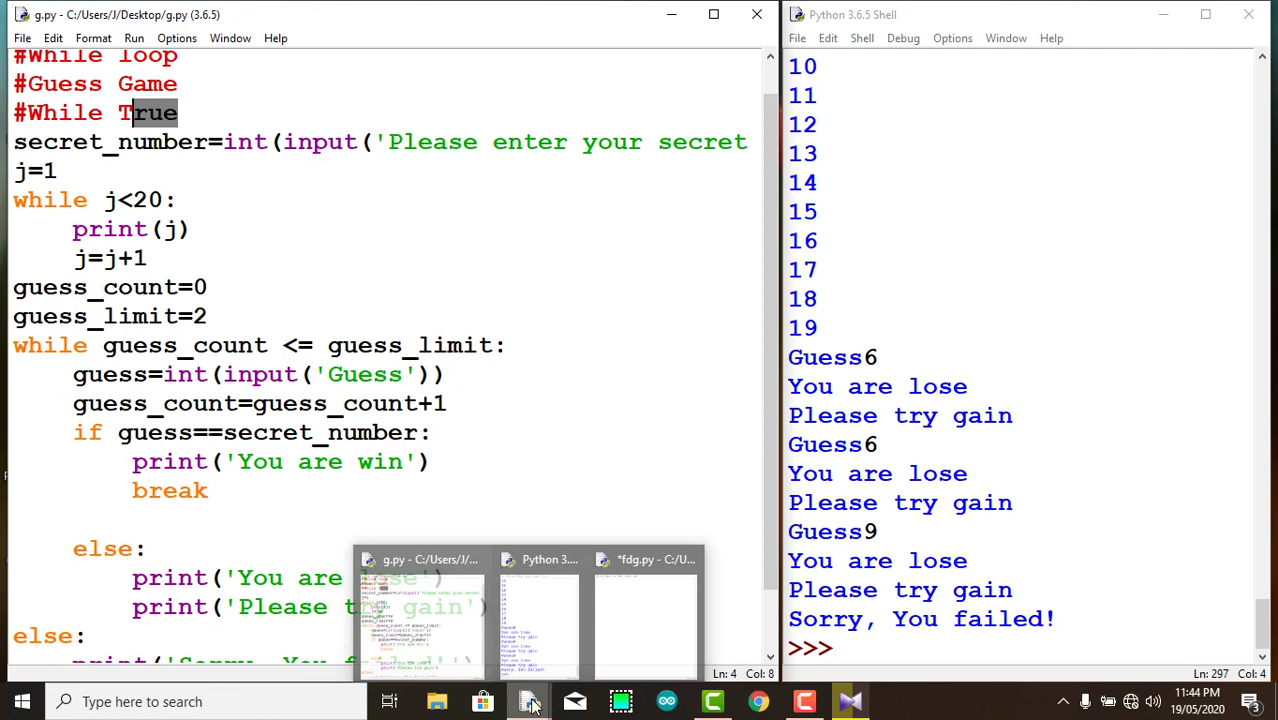 g.py - C:/Users/J/Desktop/g.py (3.6.5)
File Edit Format Run Options Window Help
#While loop
#Guess Game
#While True
secret_number=int(input('Please enter your secret
j=1
while j<20:
    print(j)
    j=j+1
guess_count=0
guess_limit=2
while guess_count <= guess_limit:
    guess=int(input('Guess'))
    guess_count=guess_count+1
    if guess==secret_number:
        print('You are win')
        break
    else:
        print('You are lose')
        print('Please try gain')
else:
    print('Sorry, You failed!')
Ln: 4 Col: 8
Python 3.6.5 Shell
File Edit Shell Debug Options Window Help
10
11
12
13
14
15
16
17
18
19
Guess6
You are lose
Please try gain
Guess6
You are lose
Please try gain
Guess9
You are lose
Please try gain
Sorry, You failed!
>>>
Ln: 297 Col: 4
g.py - C:/Users/J/...
Python 3....
*fdg.py - C:/U...
Type here to search
11:44 PM
19/05/2020
3